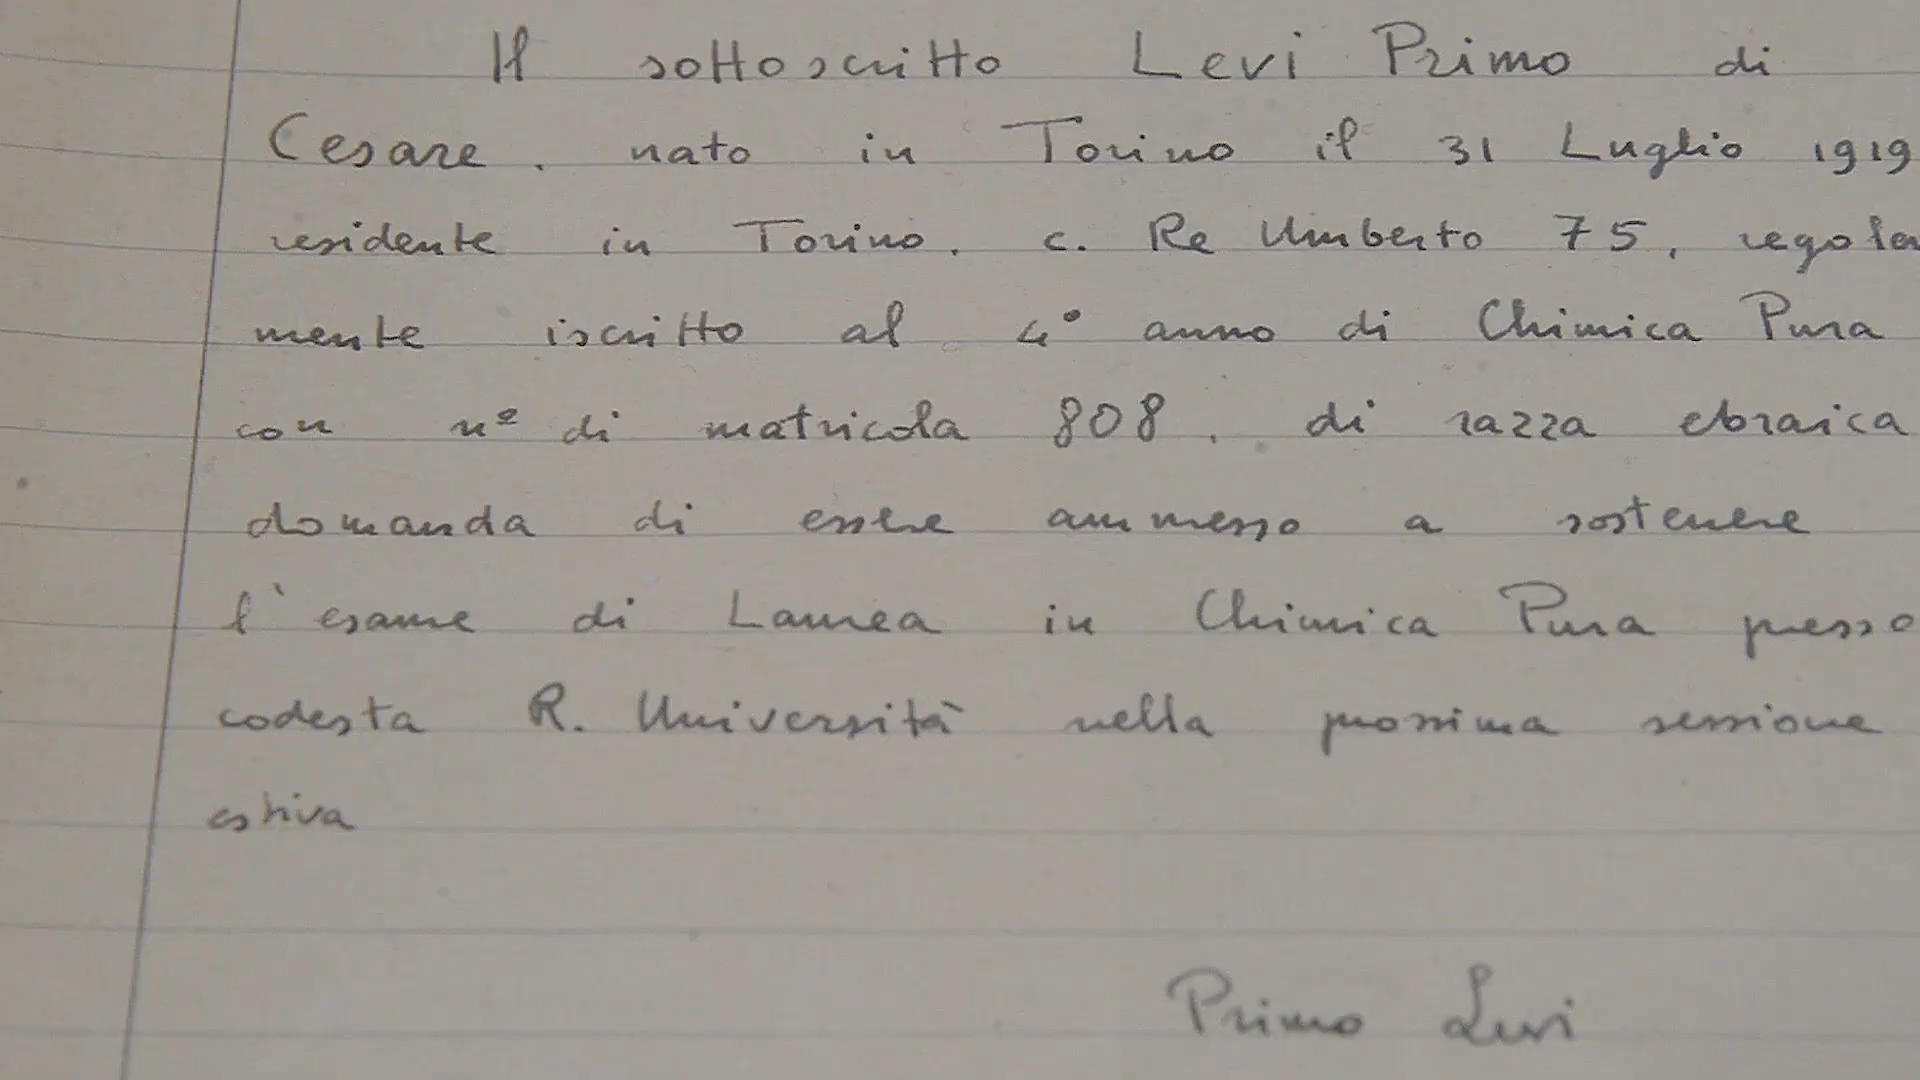 Il sottoscritto Levi Primo di
Cesare, nato in Torino il 31 Luglio 1919
residente in Torino, c. Re Umberto 75, regolar
mente iscritto al 4° anno di Chimica Pura
con nº di matricola 808, di razza ebraica
domanda di essere ammesso a sostenere
l'esame di Laurea in Chimica Pura presso
codesta R. Università nella prossima sessione
estiva
Primo Levi